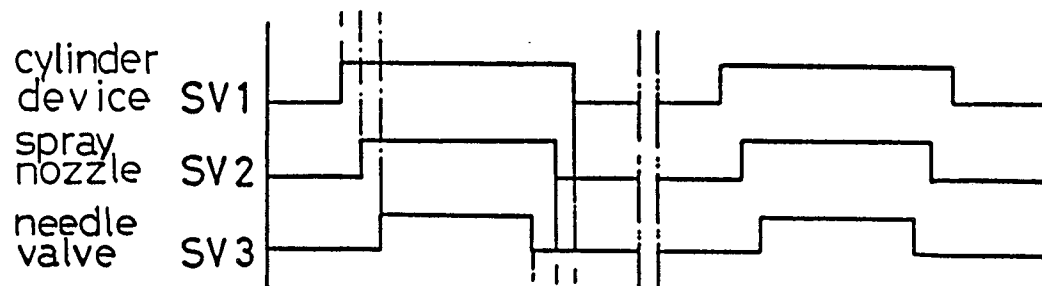 cylinder
device SV1
spray
nozzle SV2
needle
valve SV3